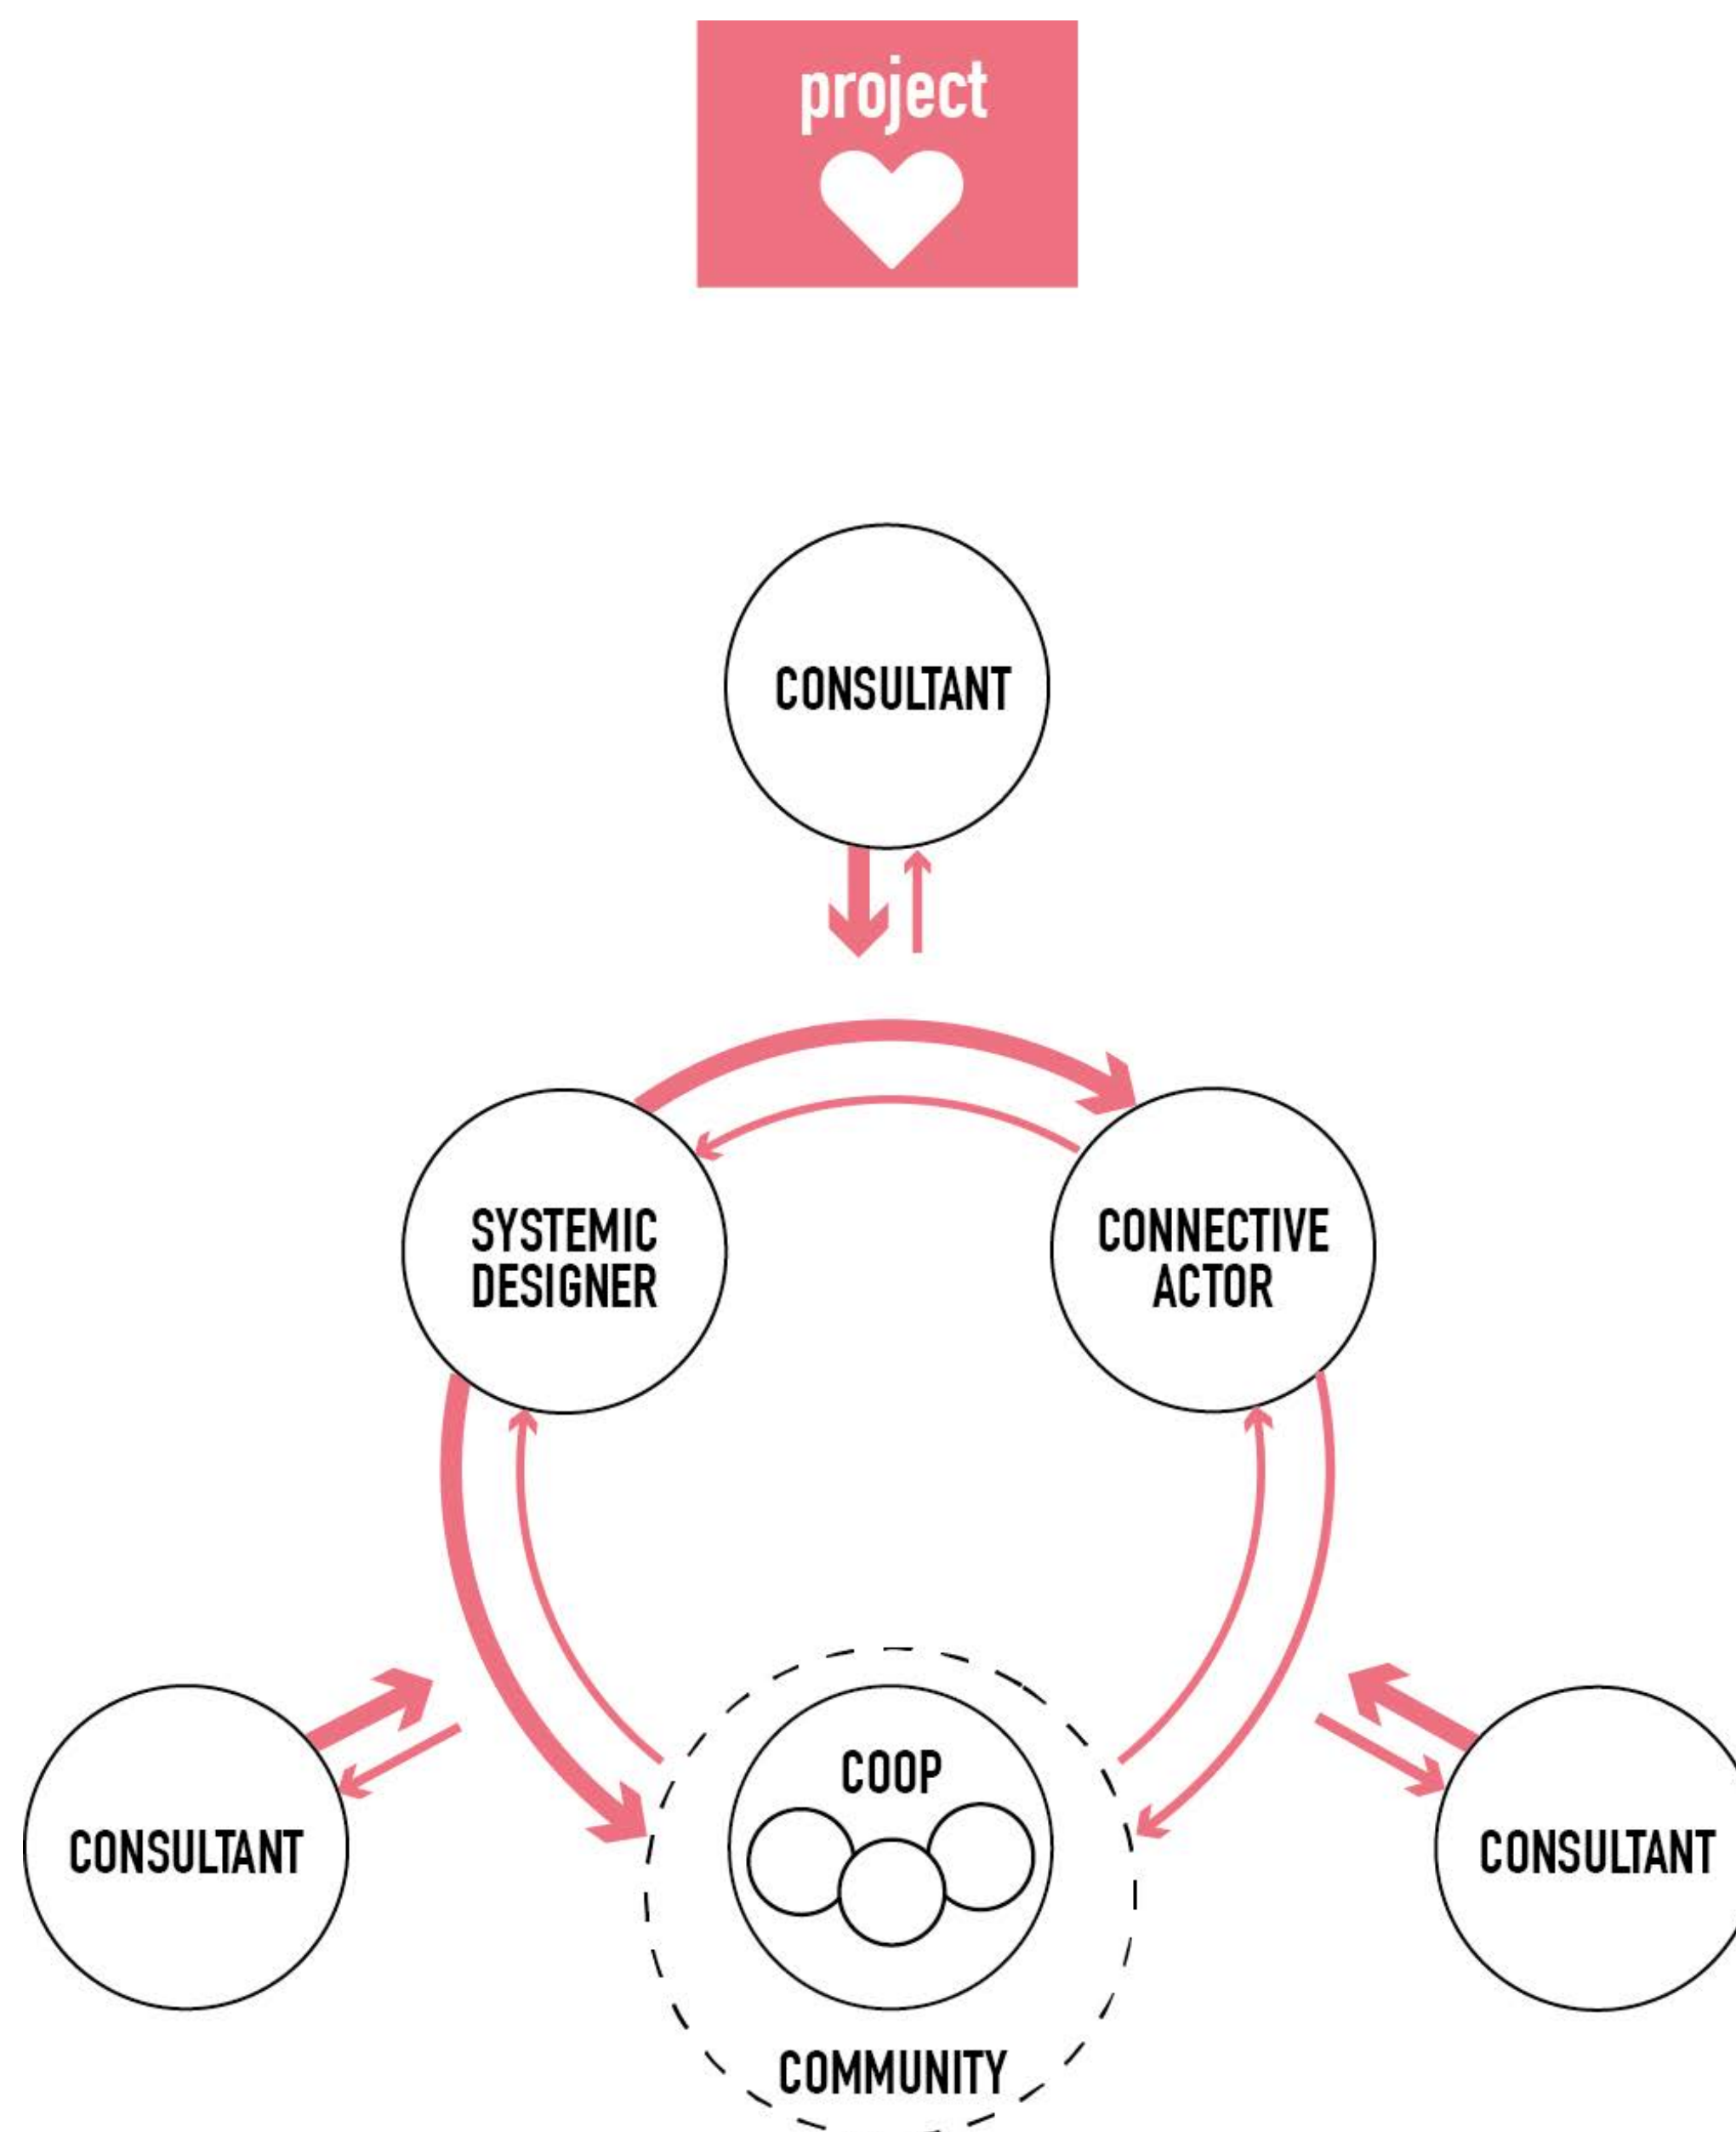 project
CONSULTANT
SYSTEMIC
DESIGNER
CONNECTIVE
ACTOR
COOP
CONSULTANT
CONSULTANT
COMMUNITY